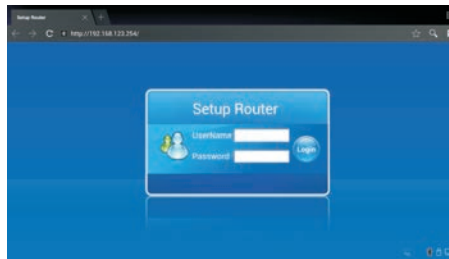 Setup Router
http://192.168.123.254/
Setup Router
UserName
Password
Login